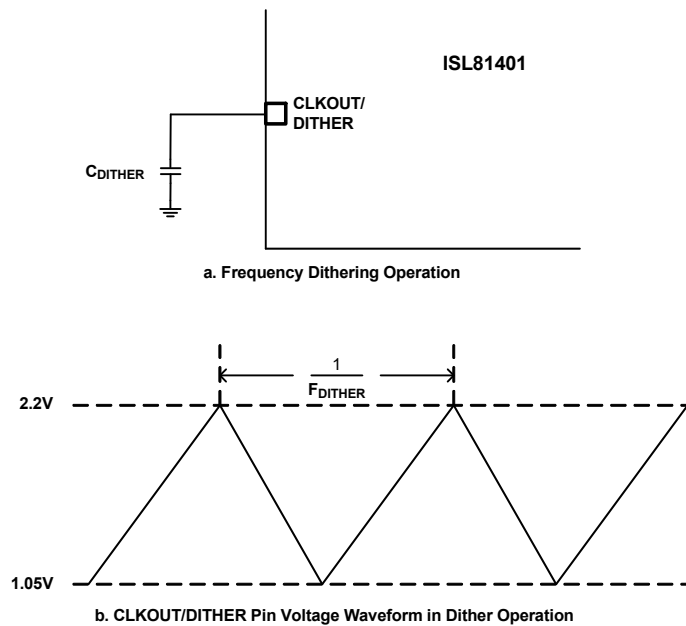 ISL81401
CLKOUT/
DITHER
CDITHER
a. Frequency Dithering Operation
1
FDITHER
2.2V
1.05V
b. CLKOUT/DITHER Pin Voltage Waveform in Dither Operation